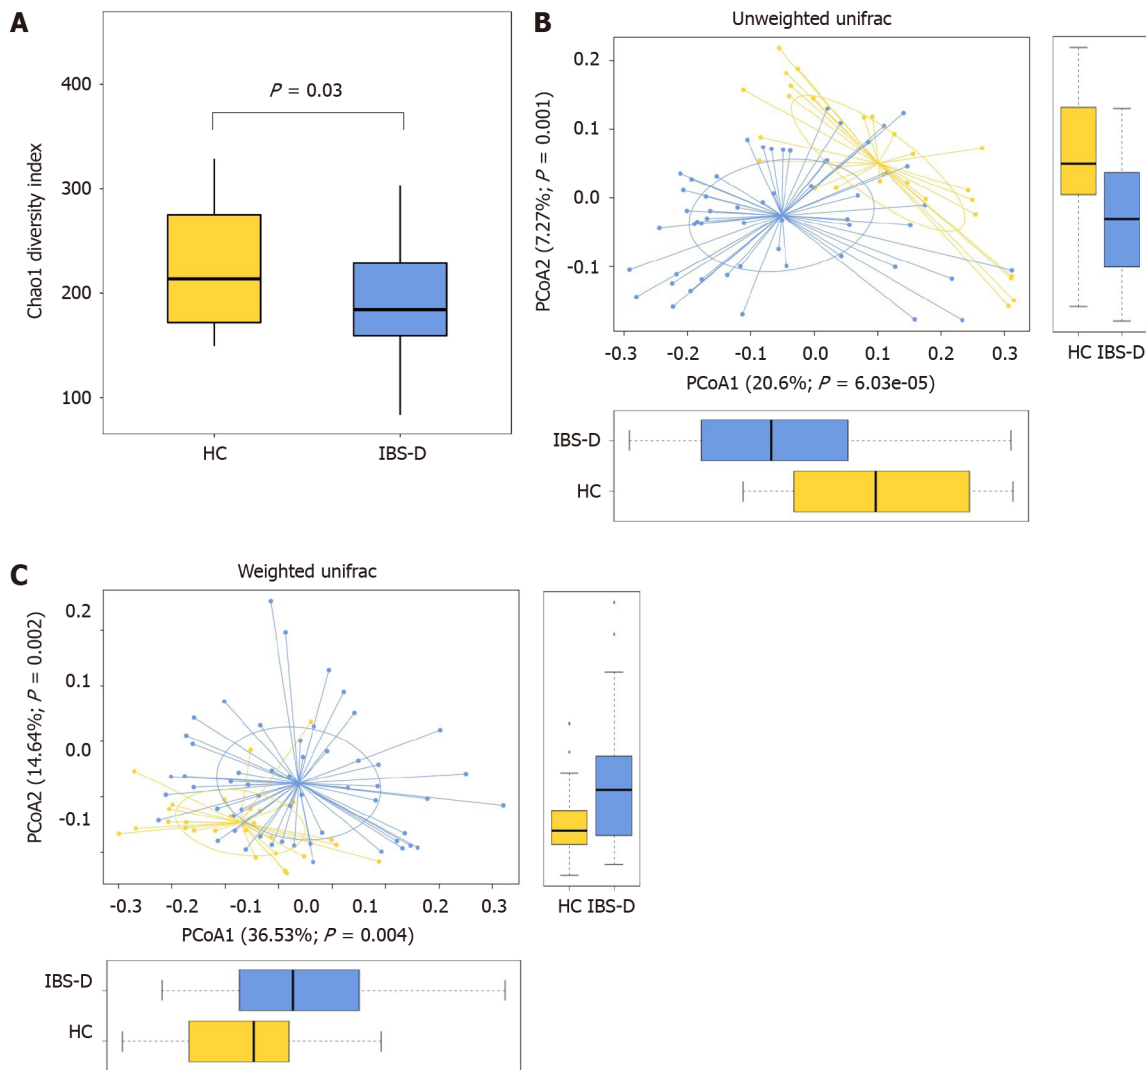 A
Chao1 diversity index
400
300
200
100
P = 0.03
HC
IBS-D
B
Unweighted unifrac
PCoA2 (7.27%; P = 0.001)
0.2
0.1
0.0
-0.1
-0.3
-0.2
-0.1
0.0
0.1
0.2
0.3
PCoA1 (20.6%; P = 6.03e-05)
HC IBS-D
IBS-D
HC
C
Weighted unifrac
PCoA2 (14.64%; P = 0.002)
0.2
0.1
0.0
-0.1
-0.3
-0.2
-0.1
0.0
0.1
0.2
0.3
PCoA1 (36.53%; P = 0.004)
HC IBS-D
IBS-D
HC